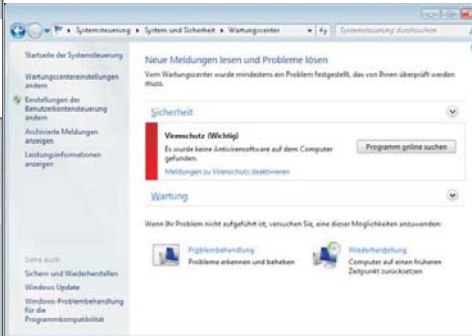 Systemsteuerung ▸ System und Sicherheit ▸ Wartungscenter
Systemsteuerung durchsuchen
Startseite der Systemsteuerung
Wartungscentereinstellungen
ändern
Einstellungen der
Benutzerkontensteuerung
ändern
Archivierte Meldungen
anzeigen
Leistungsinformationen
anzeigen
Siehe auch
Sichern und Wiederherstellen
Windows Update
Windows-Problembehandlung
für die
Programmkompatibilität
Neue Meldungen lesen und Probleme lösen
Vom Wartungscenter wurde mindestens ein Problem festgestellt, das von Ihnen überprüft werden
muss.
Sicherheit
Virenschutz (Wichtig)
Es wurde keine Antivirensoftware auf dem Computer
gefunden.
Programm online suchen
Meldungen zu Virenschutz deaktivieren
Wartung
Wenn Ihr Problem nicht aufgeführt ist, versuchen Sie, eine dieser Möglichkeiten anzuwenden:
Problembehandlung
Probleme erkennen und beheben
Wiederherstellung
Computer auf einen früheren
Zeitpunkt zurücksetzen